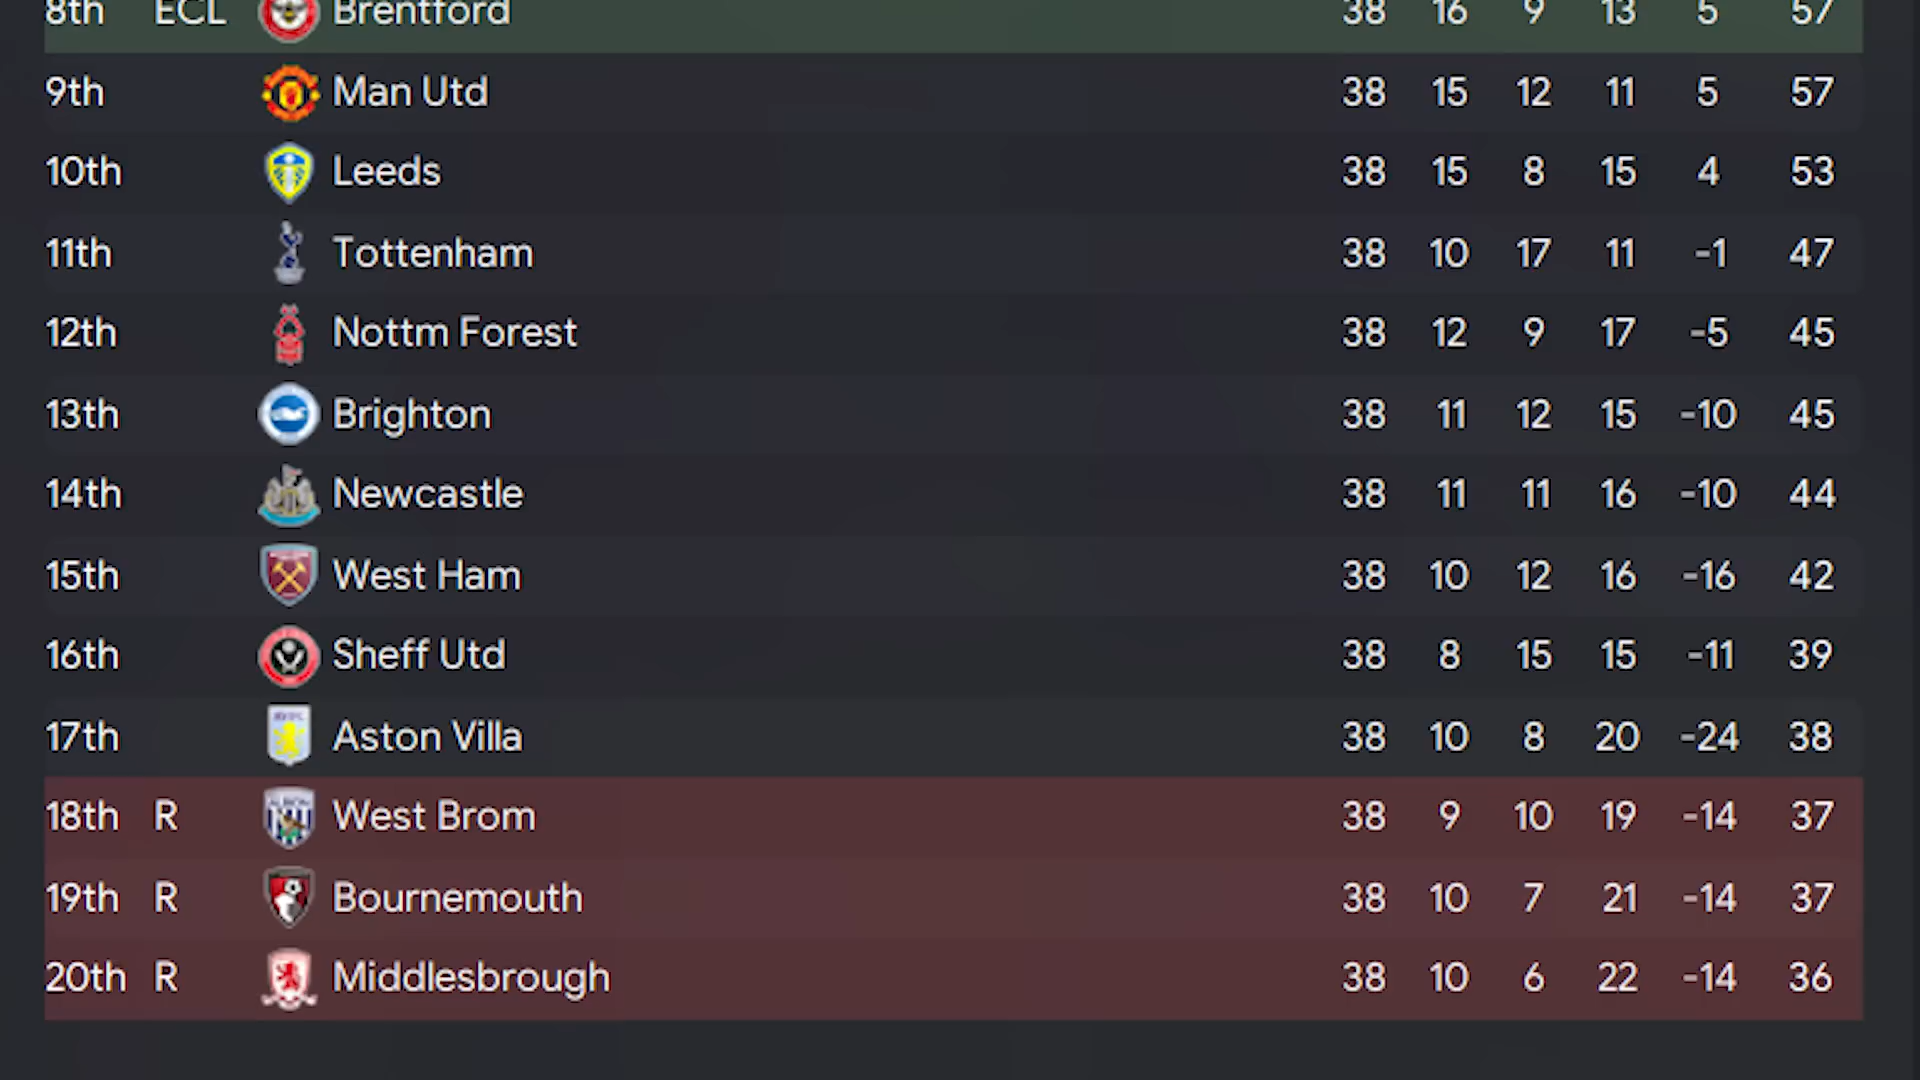 8th ECL Brentford 38 16 9 13 5 57
9th Man Utd 38 15 12 11 5 57
10th Leeds 38 15 8 15 4 53
11th Tottenham 38 10 17 11 -1 47
12th Nottm Forest 38 12 9 17 -5 45
13th Brighton 38 11 12 15 -10 45
14th Newcastle 38 11 11 16 -10 44
15th West Ham 38 10 12 16 -16 42
16th Sheff Utd 38 8 15 15 -11 39
17th Aston Villa 38 10 8 20 -24 38
18th R West Brom 38 9 10 19 -14 37
19th R Bournemouth 38 10 7 21 -14 37
20th R Middlesbrough 38 10 6 22 -14 36